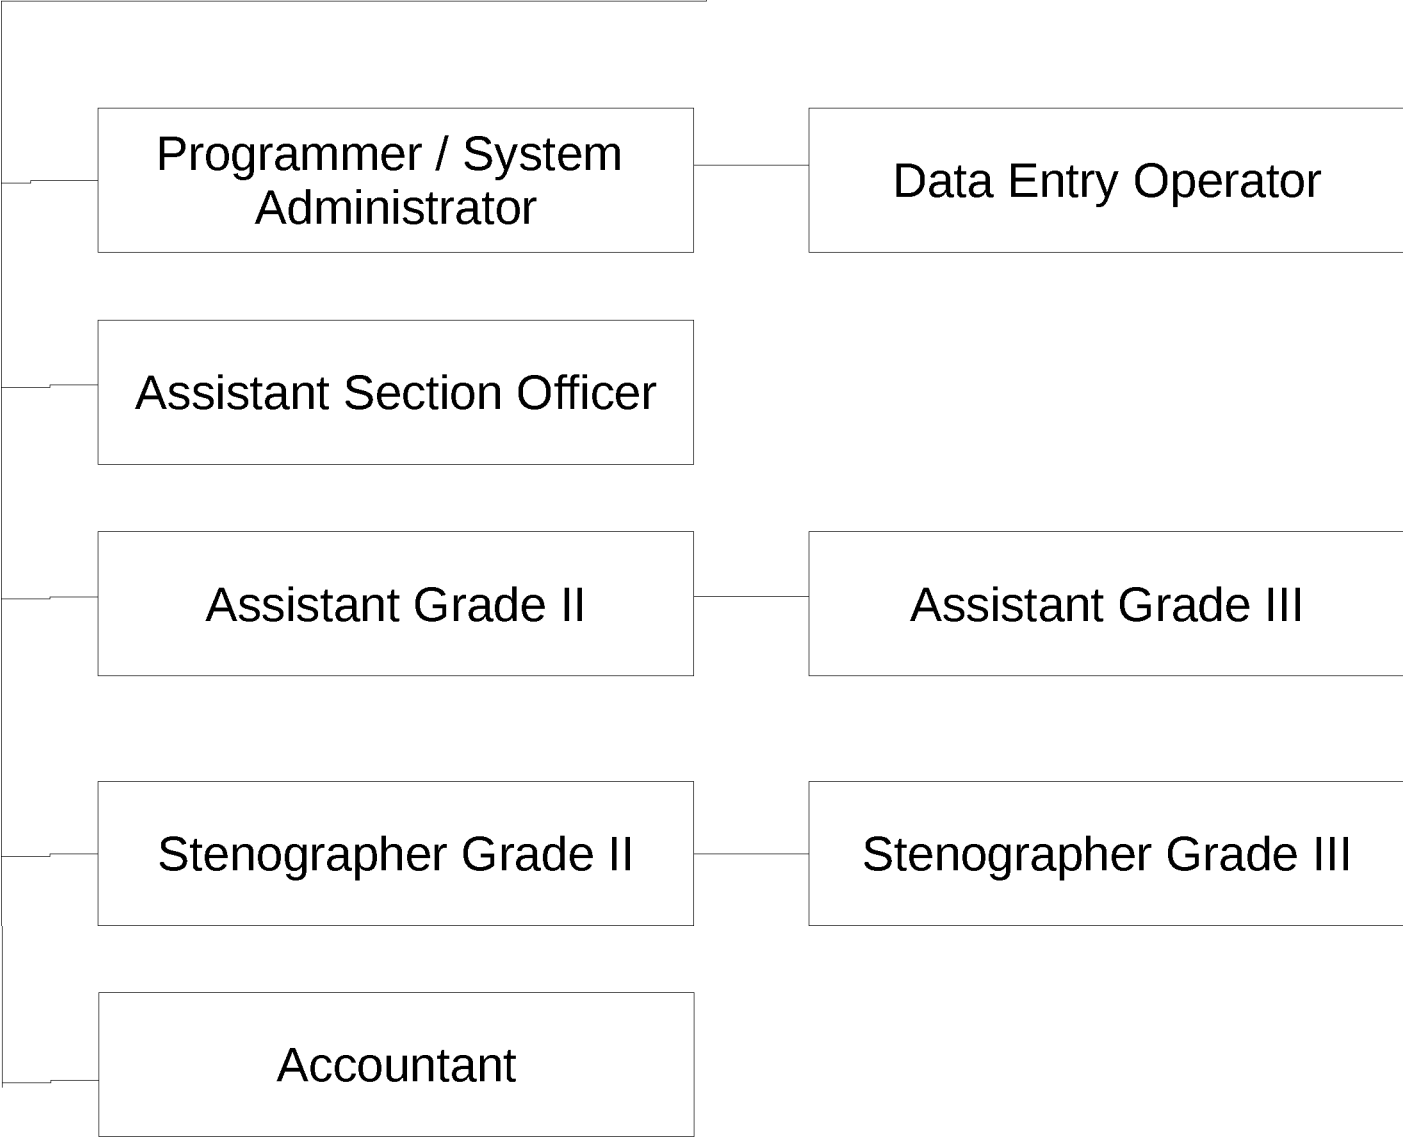 Programmer / System
Administrator
Data Entry Operator
Assistant Section Officer
Assistant Grade II
Assistant Grade III
Stenographer Grade II
Stenographer Grade III
Accountant